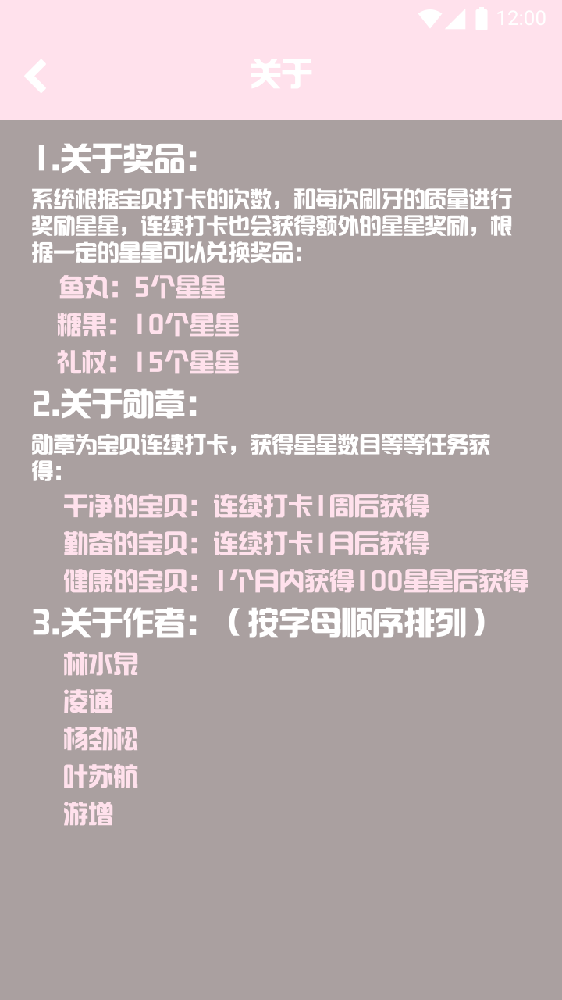 12:00
关于
1.关于奖品：
系统根据宝贝打卡的次数，和每次刷牙的质量进行
奖励星星，连续打卡也会获得额外的星星奖励，根
据一定的星星可以兑换奖品：
鱼丸：5个星星
糖果：10个星星
礼杖：15个星星
2.关于勋章：
勋章为宝贝连续打卡，获得星星数目等等任务获
得：
干净的宝贝：连续打卡1周后获得
勤奋的宝贝：连续打卡1月后获得
健康的宝贝：1个月内获得100星星后获得
3.关于作者：（按字母顺序排列）
林水泉
凌通
杨劲松
叶苏航
游增